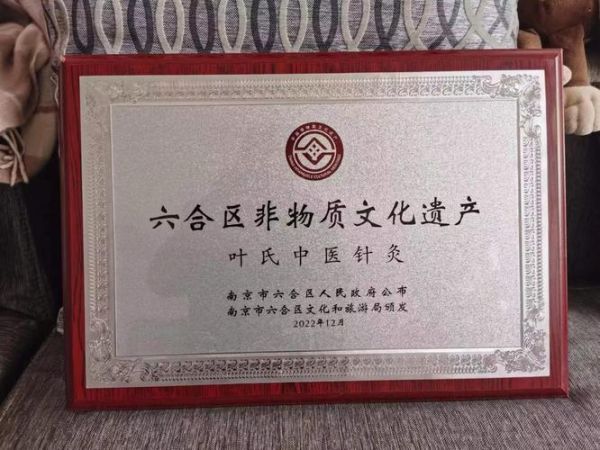 六合区非物质文化遗产
叶氏中医针灸
南京市六合区人民政府公布
南京市六合区文化和旅游局颁发
2022年12月